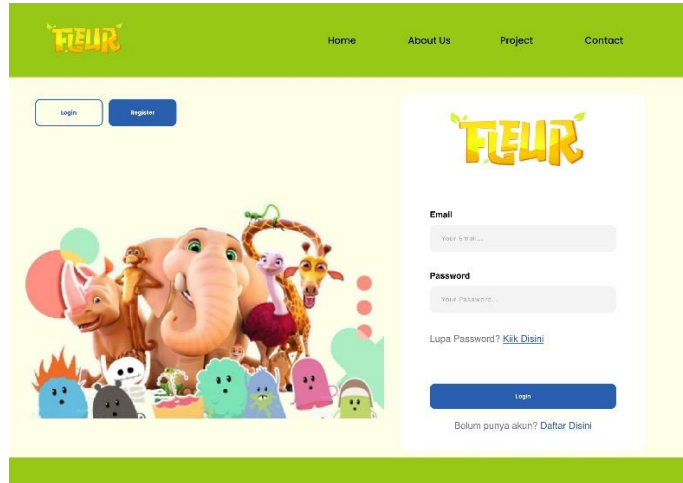 FLEUR
Home About Us Project Contact
Login Register
FLEUR
Email
Your Email...
Password
Your Password...
Lupa Password? Klik Disini
Login
Belum punya akun? Daftar Disini